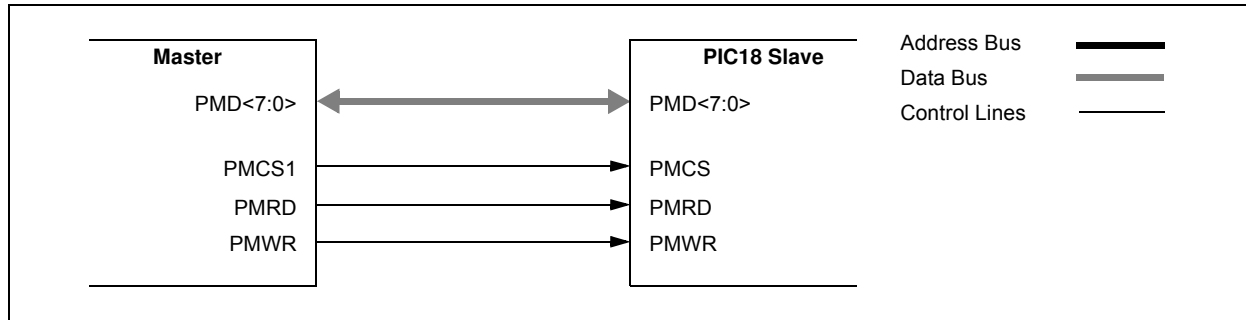 Master
PMD<7:0>
PMCS1
PMRD
PMWR
PIC18 Slave
PMD<7:0>
PMCS
PMRD
PMWR
Address Bus
Data Bus
Control Lines